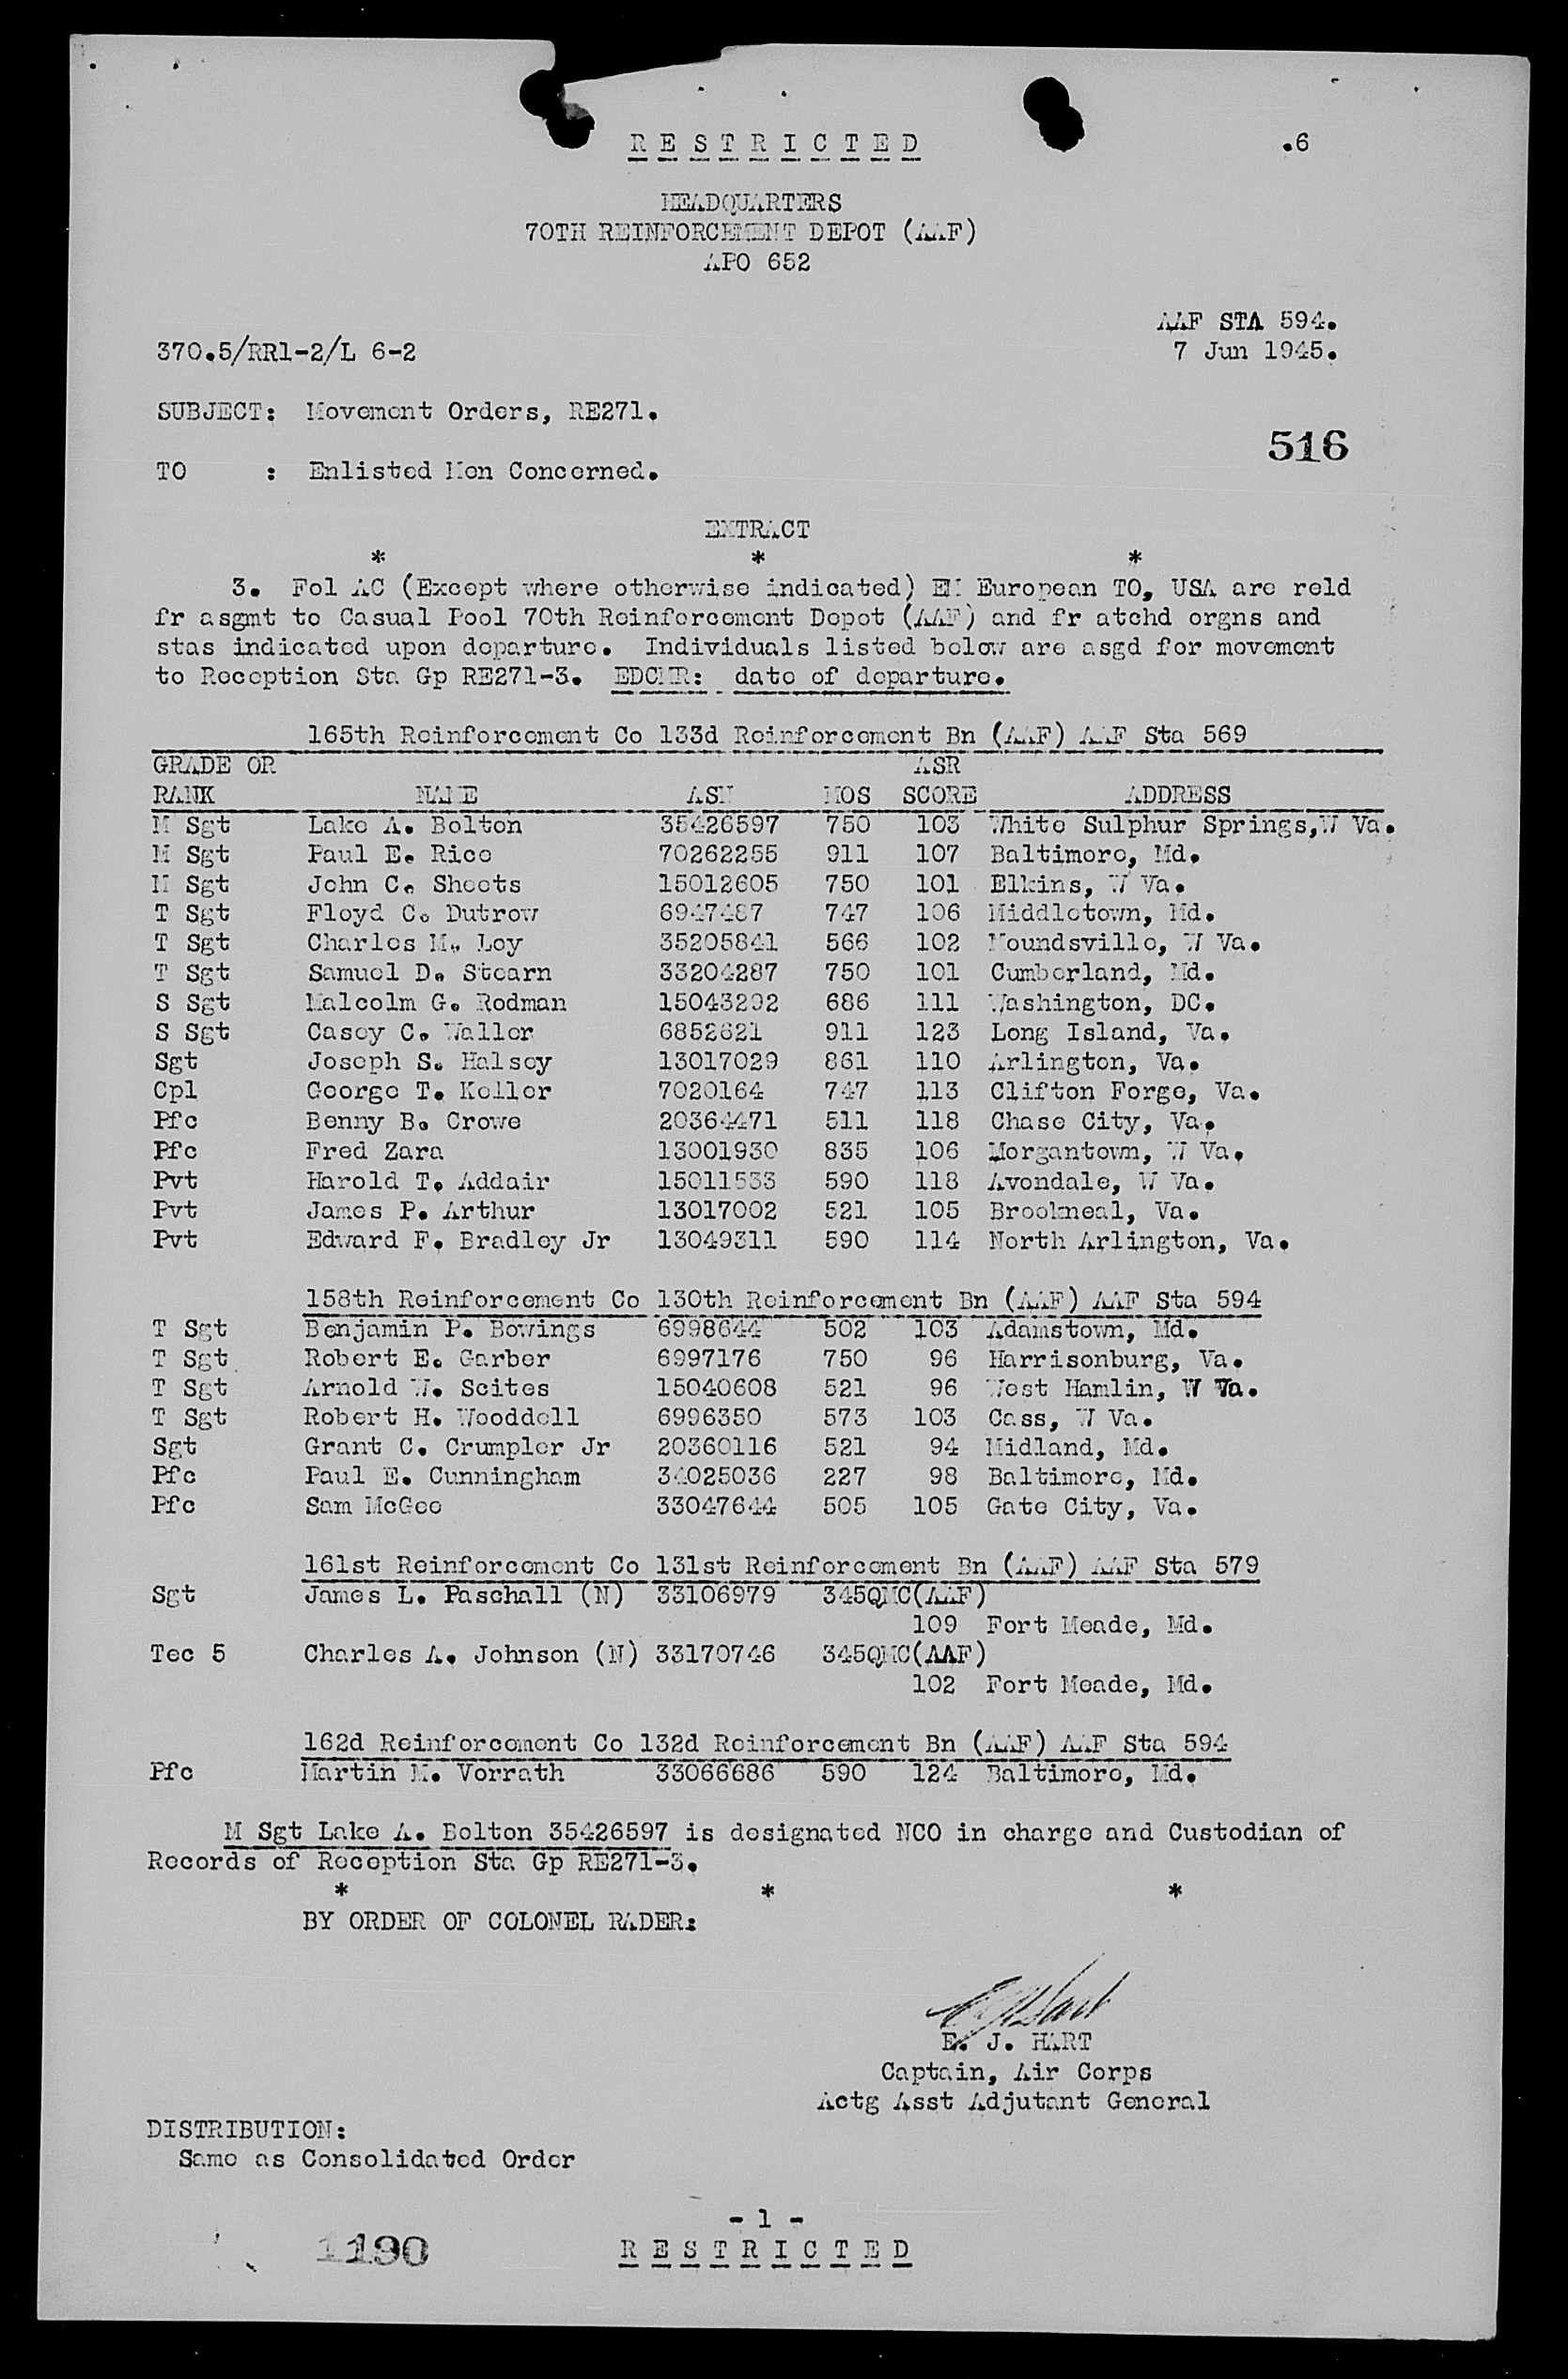 R E S T R I C T E D
.6
HEADQUARTERS
70TH REINFORCEMENT DEPOT (AAF)
APO 652
AAF STA 594.
370.5/RR1-2/L 6-2 7 Jun 1945.
SUBJECT: Movement Orders, RE271.
516
TO : Enlisted Men Concerned.
EXTRACT
* * *
3. Fol AC (Except where otherwise indicated) EM European TO, USA are reld
fr asgmt to Casual Pool 70th Reinforcement Depot (AAF) and fr atchd orgns and
stas indicated upon departure. Individuals listed below are asgd for movement
to Reception Sta Gp RE271-3. EDCMR: date of departure.
165th Reinforcement Co 133d Reinforcement Bn (AAF) AAF Sta 569
GRADE OR ASR
RANK NAME ASN MOS SCORE ADDRESS
M Sgt Lake A. Bolton 35426597 750 103 White Sulphur Springs,W Va.
M Sgt Paul E. Rice 70262255 911 107 Baltimore, Md.
M Sgt John C. Sheets 15012605 750 101 Elkins, W Va.
T Sgt Floyd C. Dutrow 6947487 747 106 Middletown, Md.
T Sgt Charles M. Loy 35205841 566 102 Moundsville, W Va.
T Sgt Samuel D. Stearn 33204287 750 101 Cumberland, Md.
S Sgt Malcolm G. Rodman 15043292 686 111 Washington, DC.
S Sgt Casey C. Waller 6852621 911 123 Long Island, Va.
Sgt Joseph S. Halsey 13017029 861 110 Arlington, Va.
Cpl George T. Keller 7020164 747 113 Clifton Forge, Va.
Pfc Benny B. Crowe 20364471 511 118 Chase City, Va.
Pfc Fred Zara 13001930 835 106 Morgantown, W Va.
Pvt Harold T. Addair 15011533 590 118 Avondale, W Va.
Pvt James P. Arthur 13017002 521 105 Brookneal, Va.
Pvt Edward F. Bradley Jr 13049311 590 114 North Arlington, Va.
158th Reinforcement Co 130th Reinforcement Bn (AAF) AAF Sta 594
T Sgt Benjamin P. Bowings 6998644 502 103 Adamstown, Md.
T Sgt Robert E. Garber 6997176 750 96 Harrisonburg, Va.
T Sgt Arnold W. Scites 15040608 521 96 West Hamlin, W Va.
T Sgt Robert H. Wooddell 6996350 573 103 Cass, W Va.
Sgt Grant C. Crumpler Jr 20360116 521 94 Midland, Md.
Pfc Paul E. Cunningham 34025036 227 98 Baltimore, Md.
Pfc Sam McGee 33047644 505 105 Gate City, Va.
161st Reinforcement Co 131st Reinforcement Bn (AAF) AAF Sta 579
Sgt James L. Paschall (N) 33106979 345QMC(AAF)
109 Fort Meade, Md.
Tec 5 Charles A. Johnson (N) 33170746 345QMC(AAF)
102 Fort Meade, Md.
162d Reinforcement Co 132d Reinforcement Bn (AAF) AAF Sta 594
Pfc Martin M. Vorrath 33066686 590 124 Baltimore, Md.
M Sgt Lake A. Bolton 35426597 is designated NCO in charge and Custodian of
Records of Reception Sta Gp RE271-3.
* * *
BY ORDER OF COLONEL RADER:
E. J. HART
Captain, Air Corps
Actg Asst Adjutant General
DISTRIBUTION:
Same as Consolidated Order
- 1 -
1190
R E S T R I C T E D